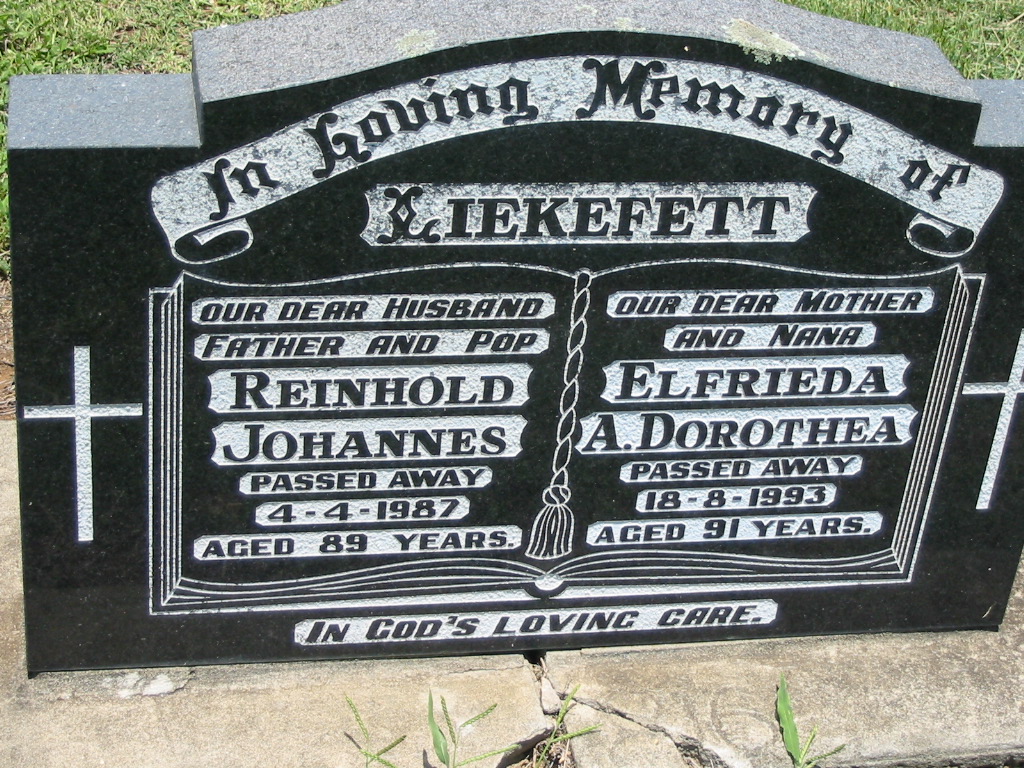 In Loving Memory of
LIEKEFETT
OUR DEAR HUSBAND
FATHER AND POP
REINHOLD
JOHANNES
PASSED AWAY
4-4-1987
AGED 89 YEARS.
OUR DEAR MOTHER
AND NANA
ELFRIEDA
A. DOROTHEA
PASSED AWAY
18-8-1993
AGED 91 YEARS.
IN GOD'S LOVING CARE.